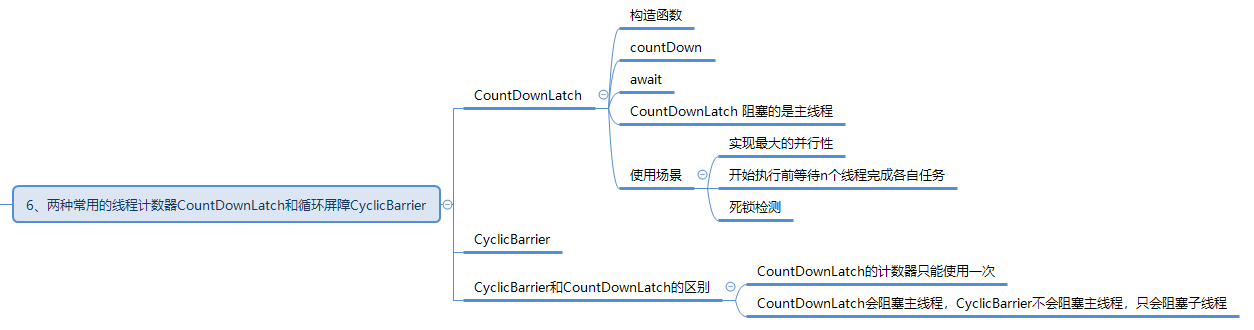 6、两种常用的线程计数器CountDownLatch和循环屏障CyclicBarrier
CountDownLatch
构造函数
countDown
await
CountDownLatch 阻塞的是主线程
使用场景
实现最大的并行性
开始执行前等待n个线程完成各自任务
死锁检测
CyclicBarrier
CyclicBarrier和CountDownLatch的区别
CountDownLatch的计数器只能使用一次
CountDownLatch会阻塞主线程，CyclicBarrier不会阻塞主线程，只会阻塞子线程